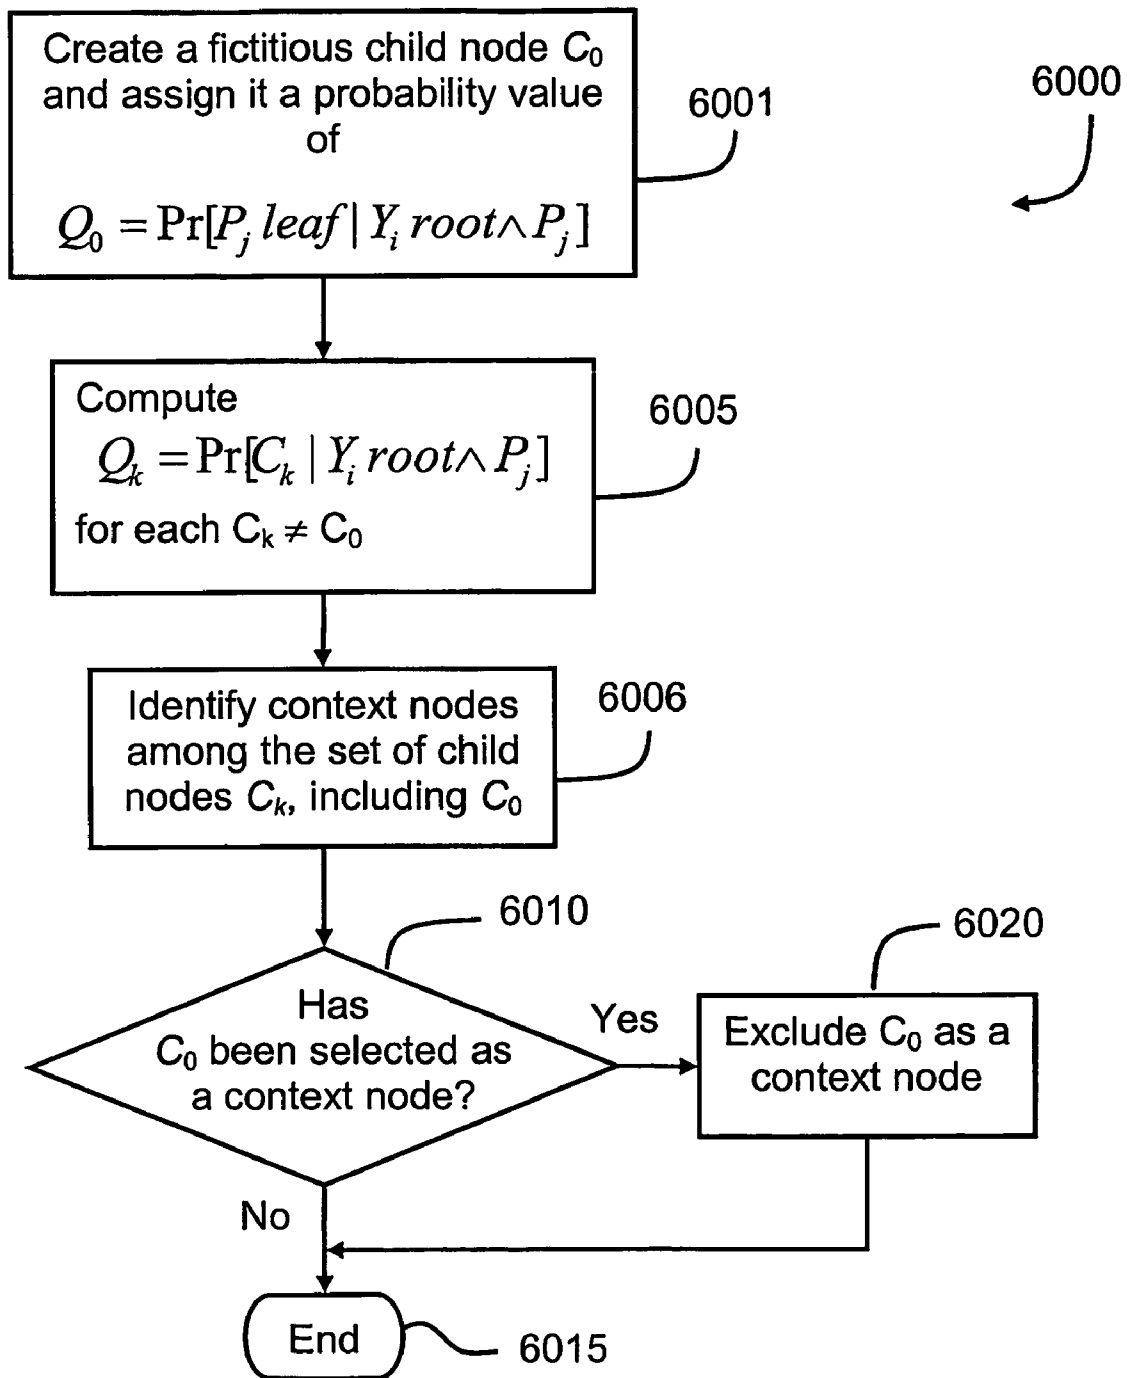 Create a fictitious child node C₀
and assign it a probability value
of
Q₀ = Pr[Pⱼ leaf | Yᵢ root ∧ Pⱼ]
6001
6000
Compute
Qₖ = Pr[Cₖ | Yᵢ root ∧ Pⱼ]
for each Cₖ ≠ C₀
6005
Identify context nodes
among the set of child
nodes Cₖ, including C₀
6006
Has
C₀ been selected as
a context node?
6010
Yes
Exclude C₀ as a
context node
6020
No
End
6015